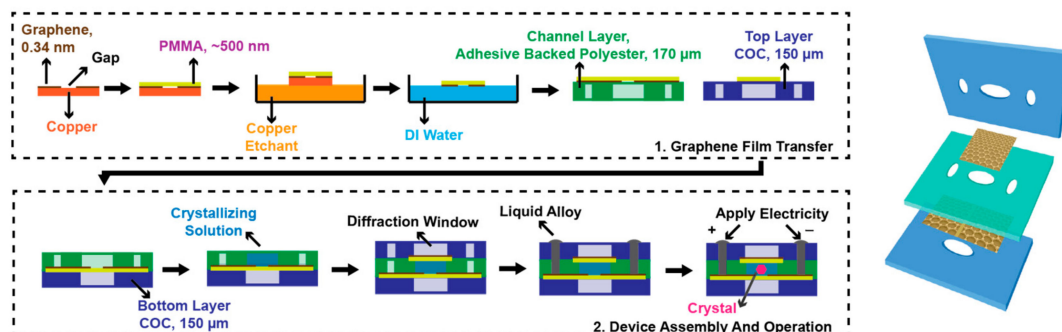 Graphene,
0.34 nm
Gap
PMMA, ~500 nm
Copper
Copper
Etchant
DI Water
Channel Layer,
Adhesive Backed Polyester, 170 µm
Top Layer
COC, 150 µm
1. Graphene Film Transfer
Crystallizing
Solution
Bottom Layer
COC, 150 µm
Diffraction Window
Liquid Alloy
Apply Electricity
+
–
Crystal
2. Device Assembly And Operation